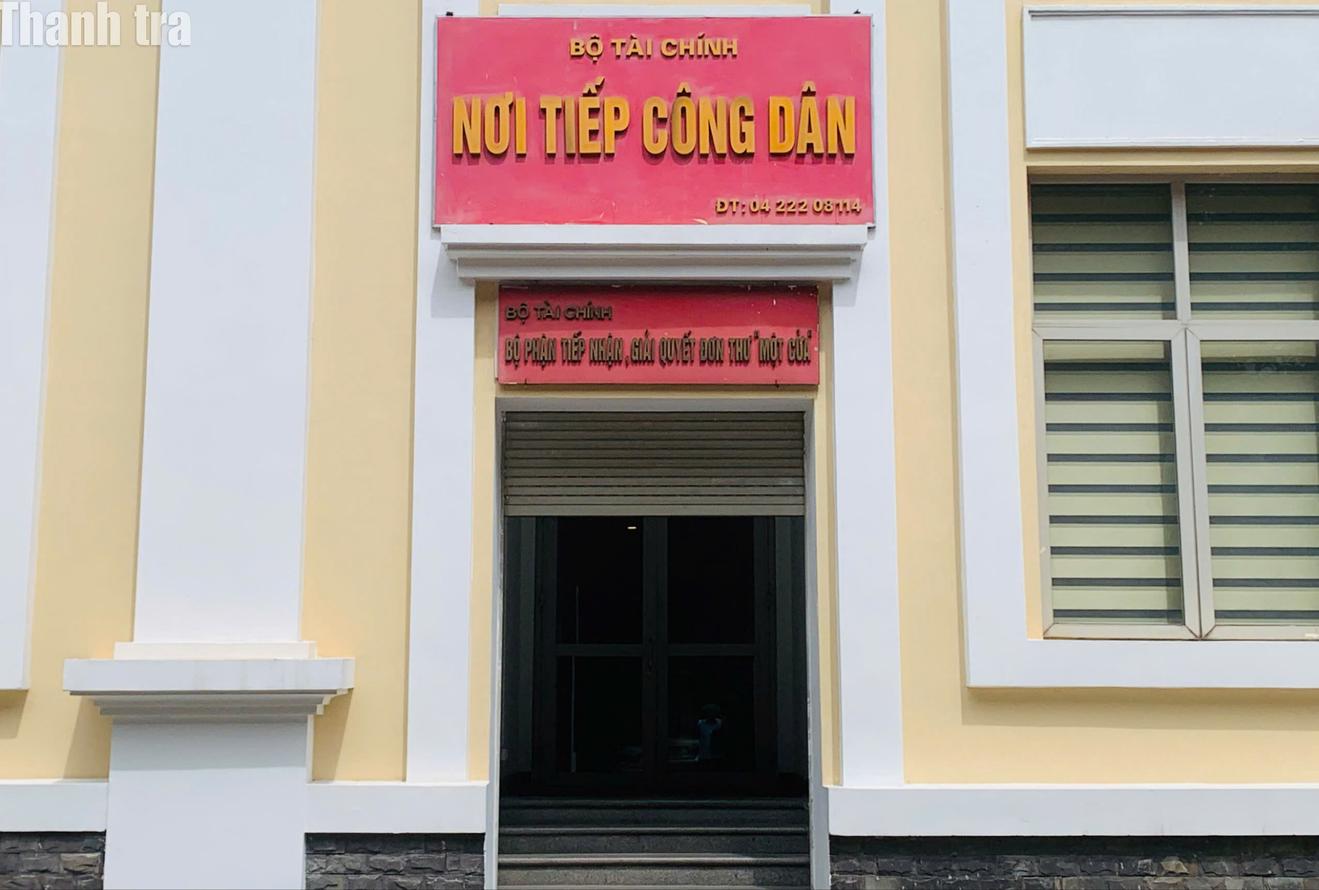 Thanh tra
BỘ TÀI CHÍNH
NƠI TIẾP CÔNG DÂN
ĐT: 04 222 08114
BỘ TÀI CHÍNH
BỘ PHẬN TIẾP NHẬN, GIẢI QUYẾT ĐƠN THƯ "MỘT CỬA"